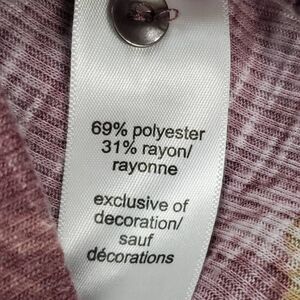 69% polyester
31% rayon/
rayonne
exclusive of
decoration/
sauf
décorations